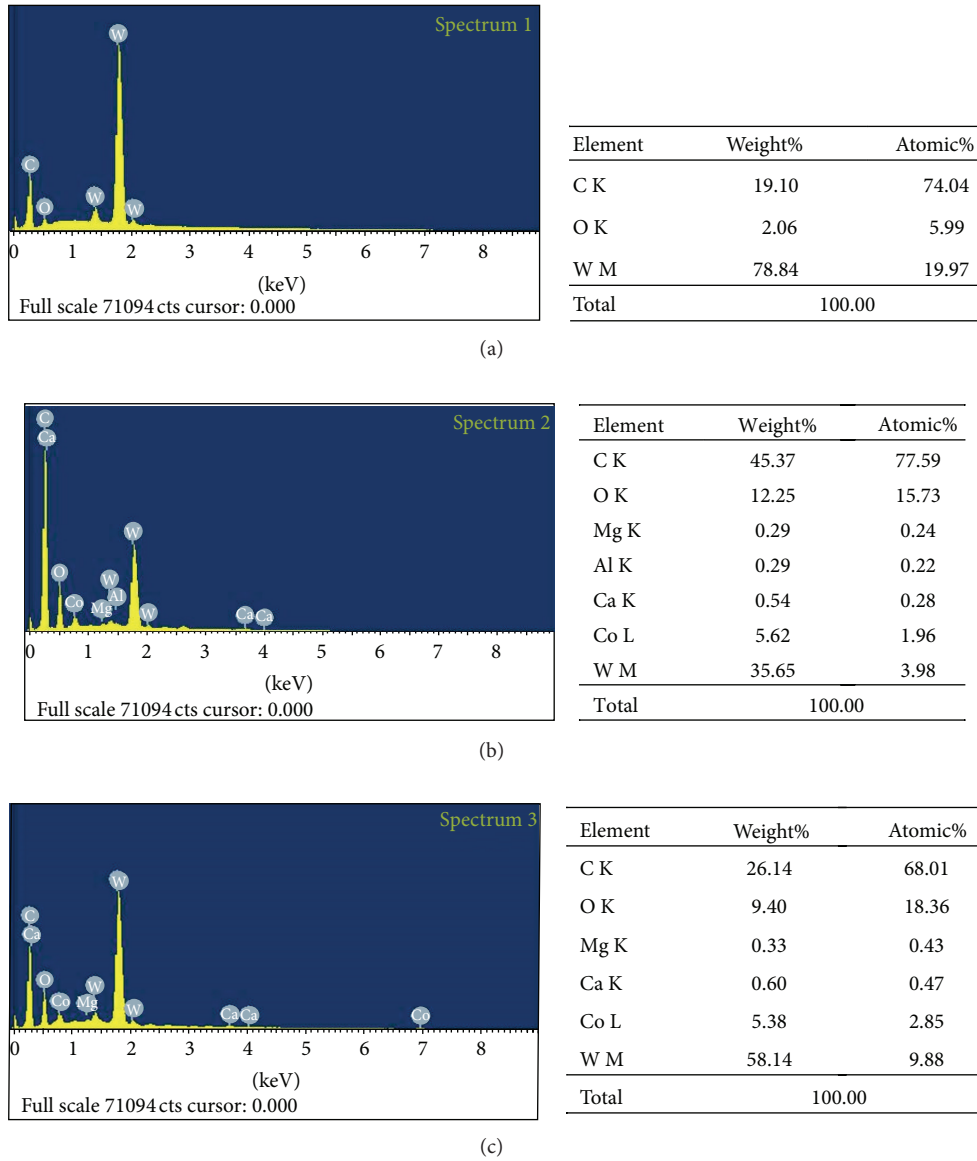 Spectrum 1
W
C
O
W
W
0 1 2 3 4 5 6 7 8
(keV)
Full scale 71094 cts cursor: 0.000
Element Weight% Atomic%
C K 19.10 74.04
O K 2.06 5.99
W M 78.84 19.97
Total 100.00
(a)
Spectrum 2
C
Ca
W
O
W
Co
Mg
Al
W
Ca
Ca
0 1 2 3 4 5 6 7 8
(keV)
Full scale 71094 cts cursor: 0.000
Element Weight% Atomic%
C K 45.37 77.59
O K 12.25 15.73
Mg K 0.29 0.24
Al K 0.29 0.22
Ca K 0.54 0.28
Co L 5.62 1.96
W M 35.65 3.98
Total 100.00
(b)
Spectrum 3
W
C
Ca
O
W
Co
Mg
W
Ca
Ca
Co
0 1 2 3 4 5 6 7 8
(keV)
Full scale 71094 cts cursor: 0.000
Element Weight% Atomic%
C K 26.14 68.01
O K 9.40 18.36
Mg K 0.33 0.43
Ca K 0.60 0.47
Co L 5.38 2.85
W M 58.14 9.88
Total 100.00
(c)